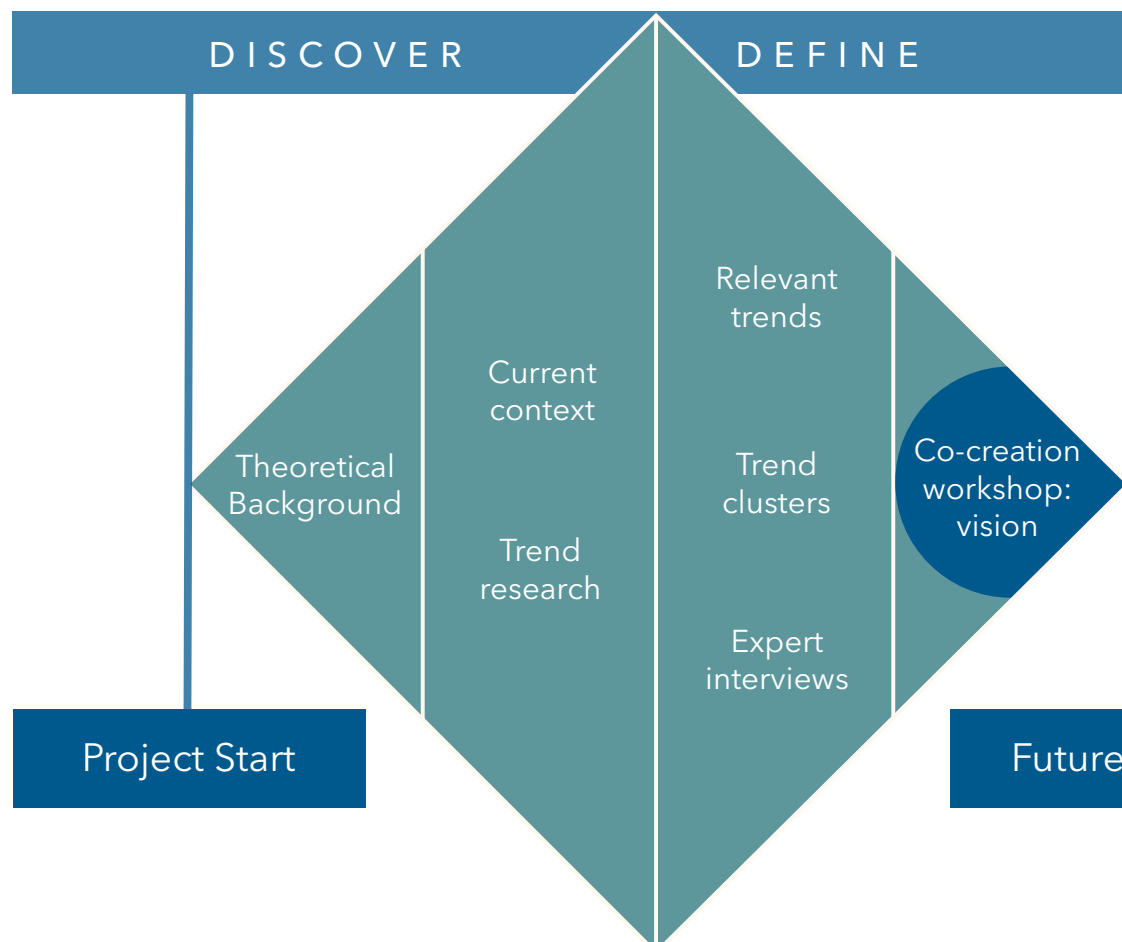 DISCOVER
DEFINE
Theoretical
Background
Current
context
Trend
research
Relevant
trends
Trend
clusters
Expert
interviews
Co-creation
workshop:
vision
Project Start
Future